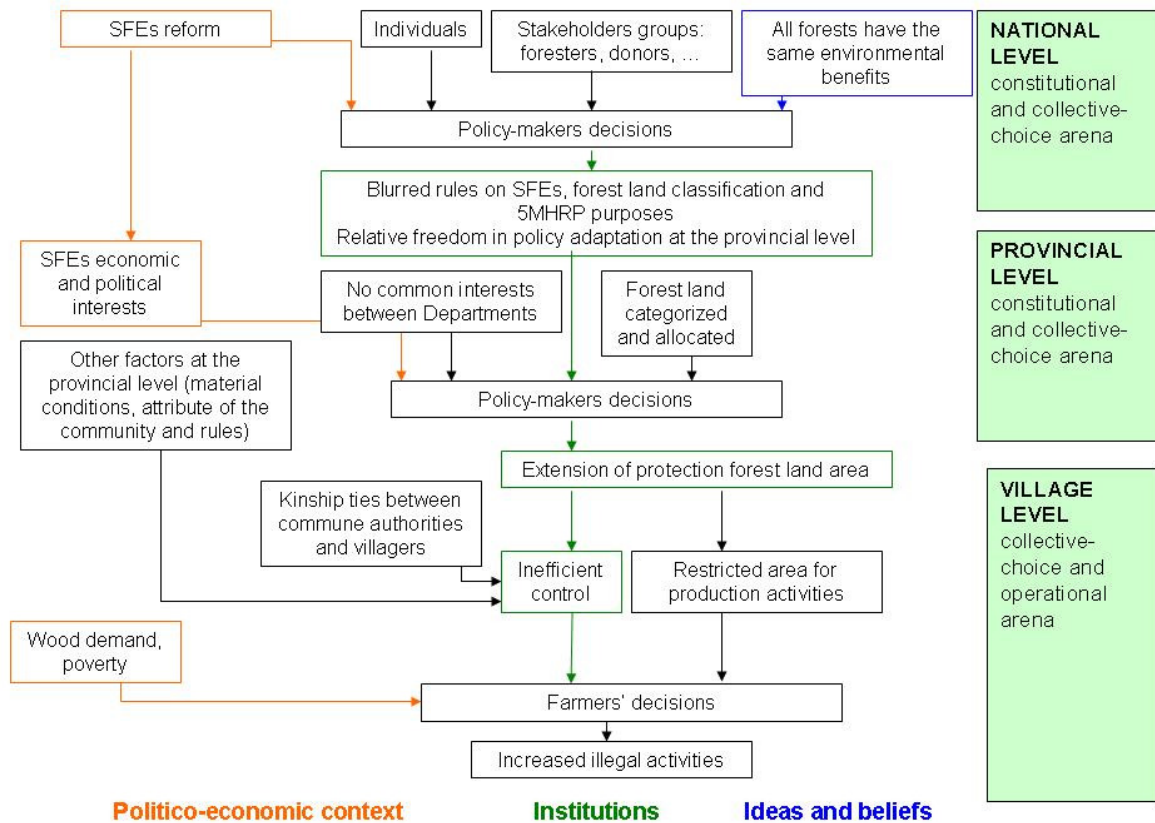 SFEs reform
Individuals
Stakeholders groups:
foresters, donors, ...
All forests have the
same environmental
benefits
NATIONAL
LEVEL
constitutional
and collective-
choice arena
Policy-makers decisions
Blurred rules on SFEs, forest land classification and
5MHRP purposes
Relative freedom in policy adaptation at the provincial level
PROVINCIAL
LEVEL
constitutional
and collective-
choice arena
SFEs economic
and political
interests
No common interests
between Departments
Forest land
categorized
and allocated
Other factors at the
provincial level (material
conditions, attribute of the
community and rules)
Policy-makers decisions
Extension of protection forest land area
VILLAGE
LEVEL
collective-
choice and
operational
arena
Kinship ties between
commune authorities
and villagers
Inefficient
control
Restricted area for
production activities
Wood demand,
poverty
Farmers' decisions
Increased illegal activities
Politico-economic context
Institutions
Ideas and beliefs